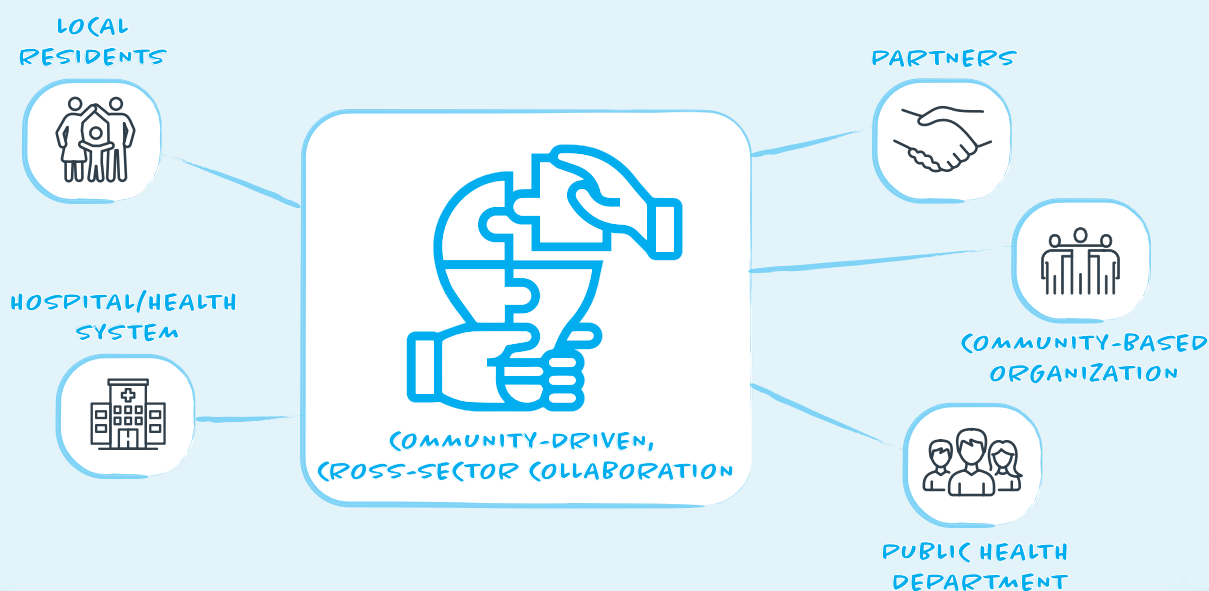 LOCAL
RESIDENTS
HOSPITAL/HEALTH
SYSTEM
COMMUNITY-DRIVEN,
CROSS-SECTOR COLLABORATION
PARTNERS
COMMUNITY-BASED
ORGANIZATION
PUBLIC HEALTH
DEPARTMENT